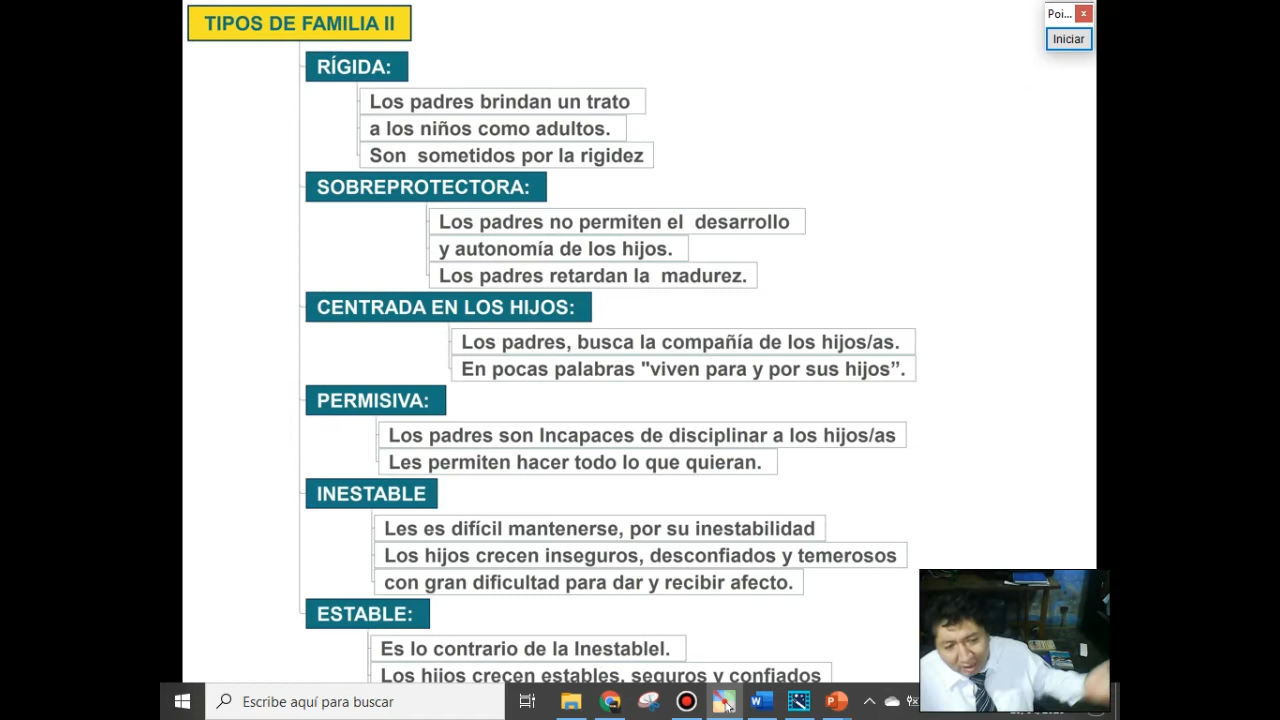 TIPOS DE FAMILIA II
Poi... x
Iniciar
RÍGIDA:
Los padres brindan un trato
a los niños como adultos.
Son sometidos por la rigidez
SOBREPROTECTORA:
Los padres no permiten el desarrollo
y autonomía de los hijos.
Los padres retardan la madurez.
CENTRADA EN LOS HIJOS:
Los padres, busca la compañía de los hijos/as.
En pocas palabras "viven para y por sus hijos”.
PERMISIVA:
Los padres son Incapaces de disciplinar a los hijos/as
Les permiten hacer todo lo que quieran.
INESTABLE
Les es difícil mantenerse, por su inestabilidad
Los hijos crecen inseguros, desconfiados y temerosos
con gran dificultad para dar y recibir afecto.
ESTABLE:
Es lo contrario de la Inestablel.
Los hijos crecen estables, seguros y confiados
Escribe aquí para buscar